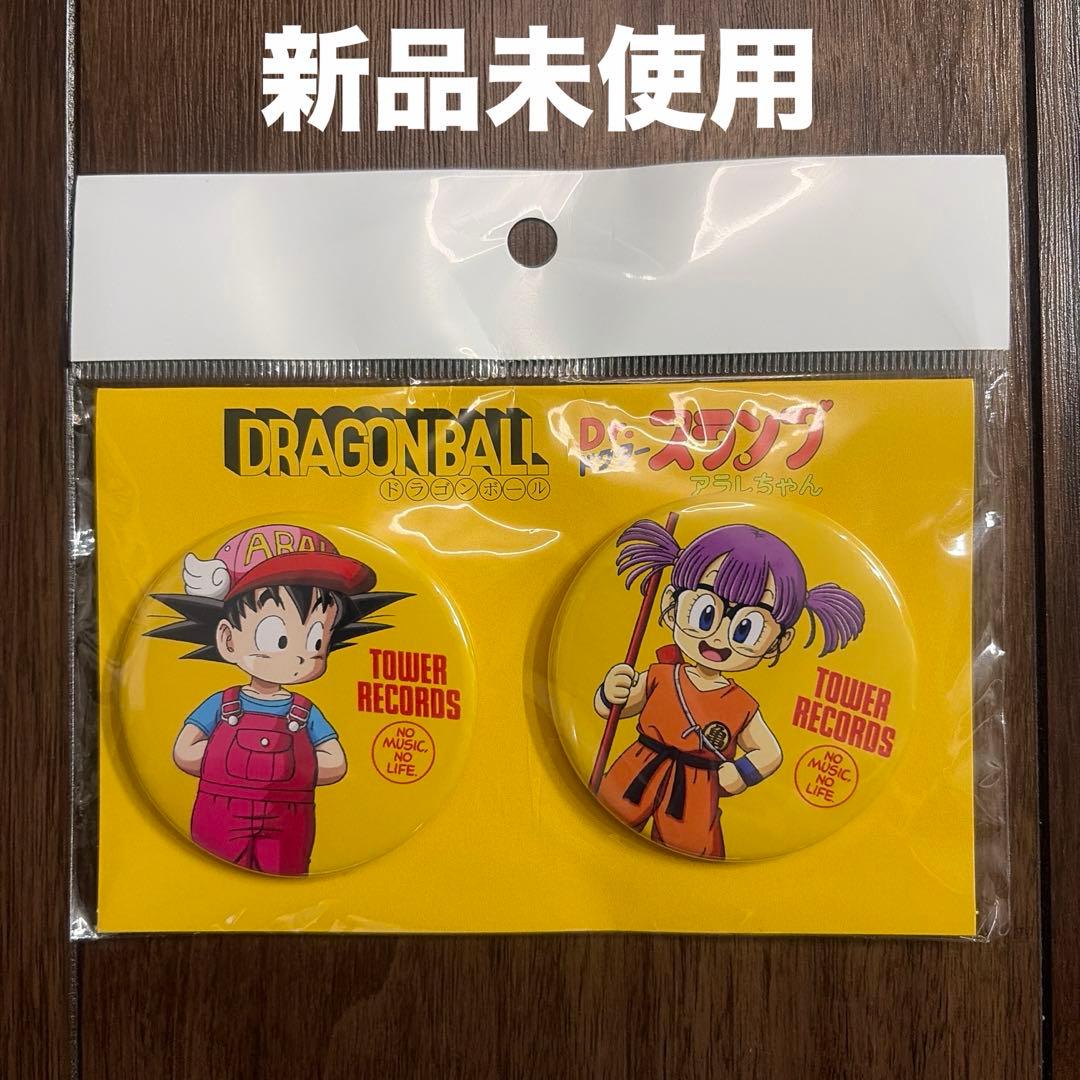 新品未使用
DRAGONBALL
ドラゴンボール
Dr.スランプ
ドクター
アラレちゃん
ARALE
TOWER
RECORDS
NO
MUSIC,
NO
LIFE.
TOWER
RECORDS
NO
MUSIC,
NO
LIFE.